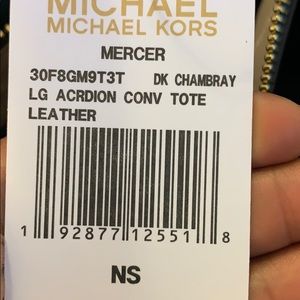 MICHAEL
MICHAEL KORS
MERCER
30F8GM9T3T DK CHAMBRAY
LG ACRDION CONV TOTE
LEATHER
1 92877 12551 8
NS